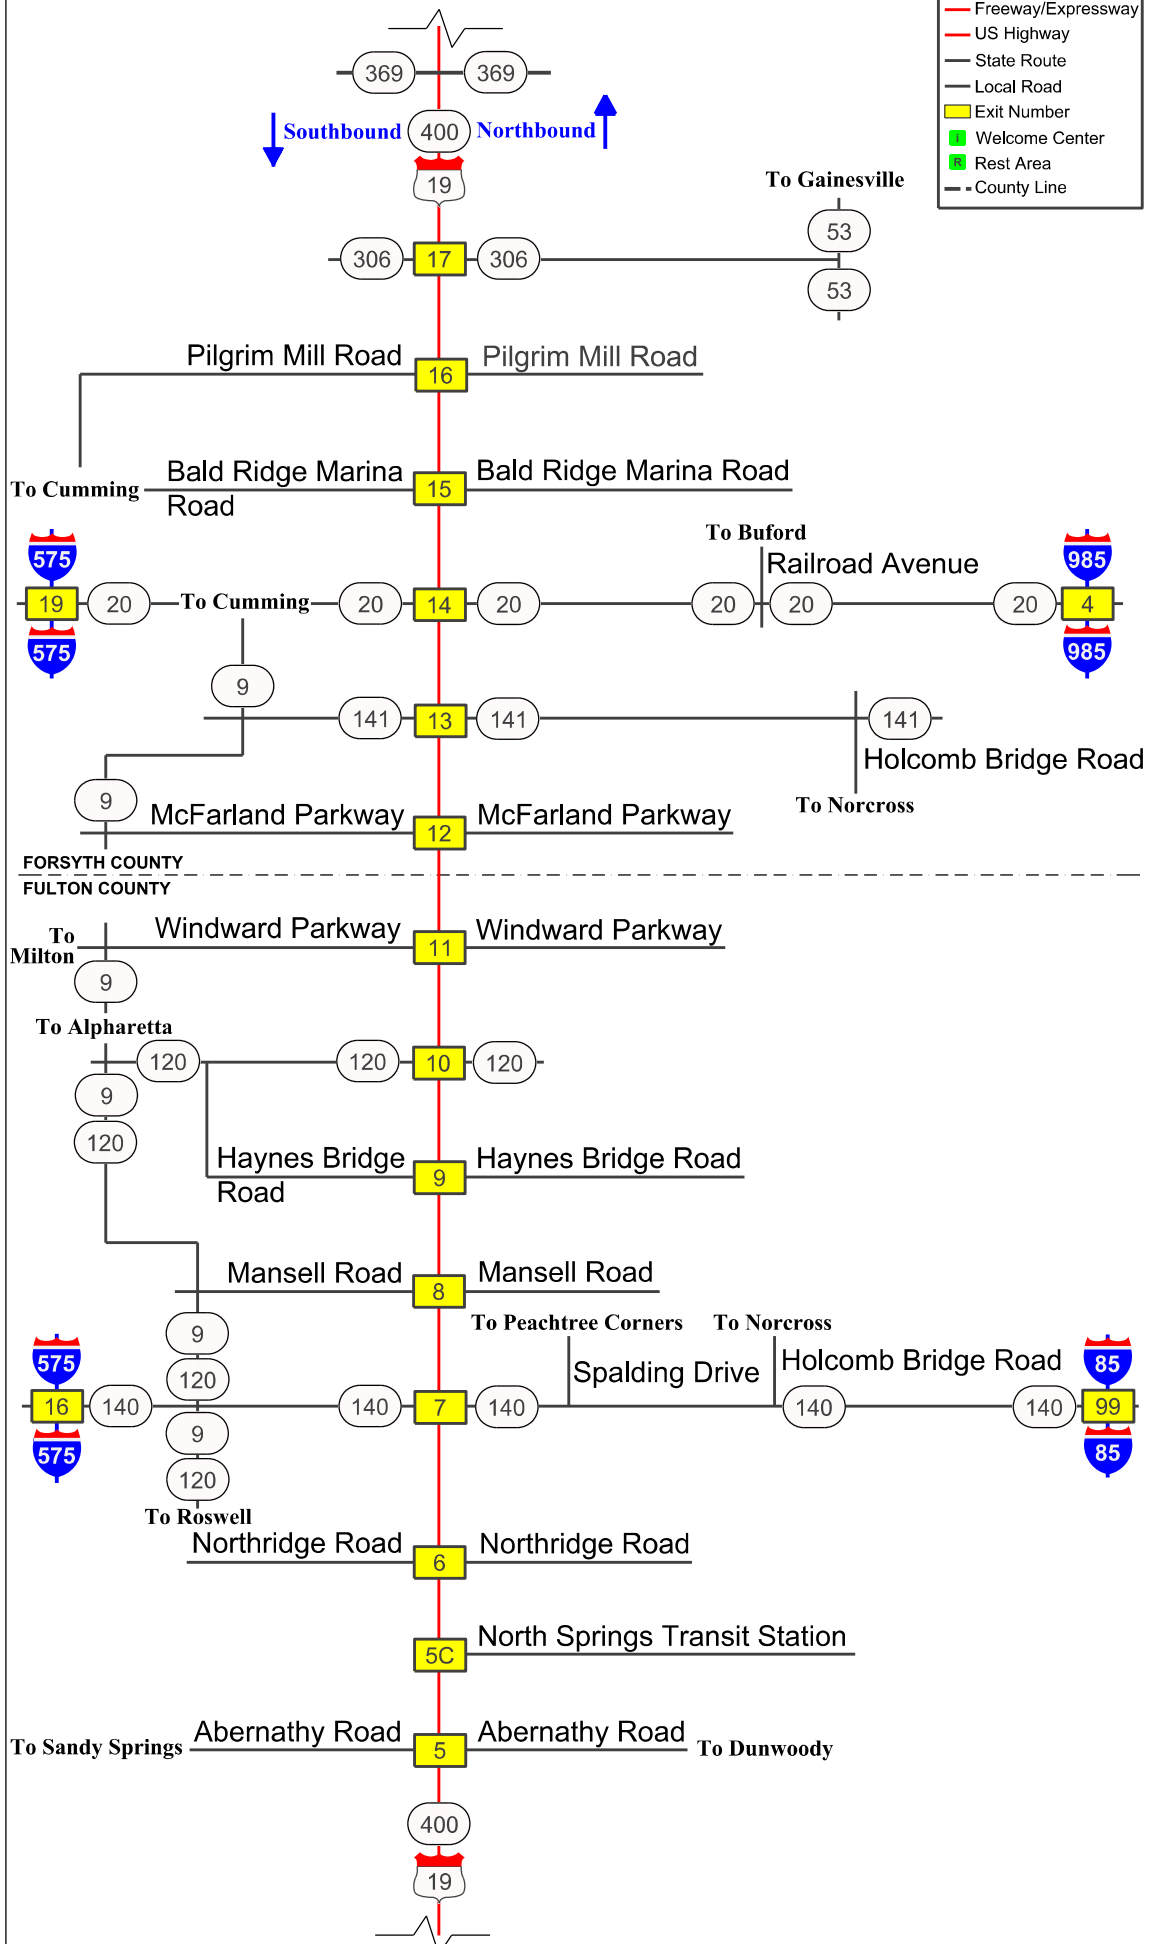 Freeway/Expressway
US Highway
State Route
Local Road
Exit Number
i Welcome Center
R Rest Area
County Line
369 369
Southbound 400 Northbound
19
To Gainesville
53
306 17 306
53
Pilgrim Mill Road 16 Pilgrim Mill Road
To Cumming Bald Ridge Marina Road 15 Bald Ridge Marina Road
To Buford
Railroad Avenue
575 985
19 20 To Cumming 20 14 20 20 20 20 4
575 985
9
141 13 141 141
Holcomb Bridge Road
To Norcross
9
McFarland Parkway 12 McFarland Parkway
FORSYTH COUNTY
FULTON COUNTY
To Milton Windward Parkway 11 Windward Parkway
9
To Alpharetta
120 120 10 120
9
120
Haynes Bridge Road 9 Haynes Bridge Road
Mansell Road 8 Mansell Road
9
To Peachtree Corners To Norcross
Spalding Drive Holcomb Bridge Road
575 120 85
16 140 140 7 140 140 140 99
575 9 85
120
To Roswell
Northridge Road 6 Northridge Road
5C North Springs Transit Station
To Sandy Springs Abernathy Road 5 Abernathy Road To Dunwoody
400
19